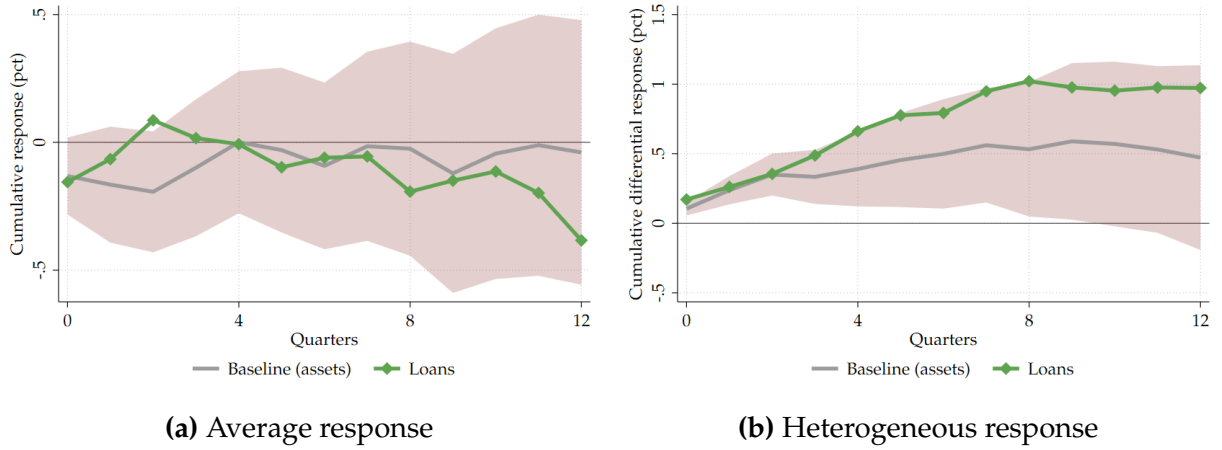 Cumulative response (pct)
.5
0
-.5
0
4
8
12
Quarters
Baseline (assets)
Loans
(a) Average response
Cumulative differential response (pct)
1.5
1
.5
0
-.5
0
4
8
12
Quarters
Baseline (assets)
Loans
(b) Heterogeneous response